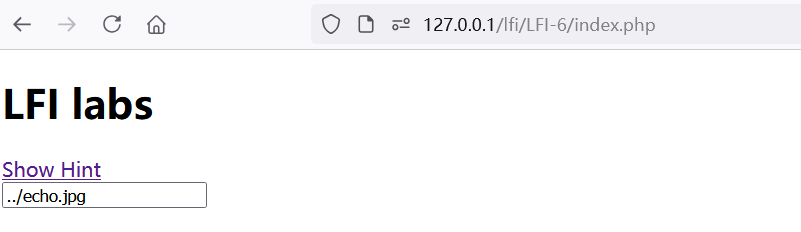 127.0.0.1/lfi/LFI-6/index.php
LFI labs
Show Hint
../echo.jpg